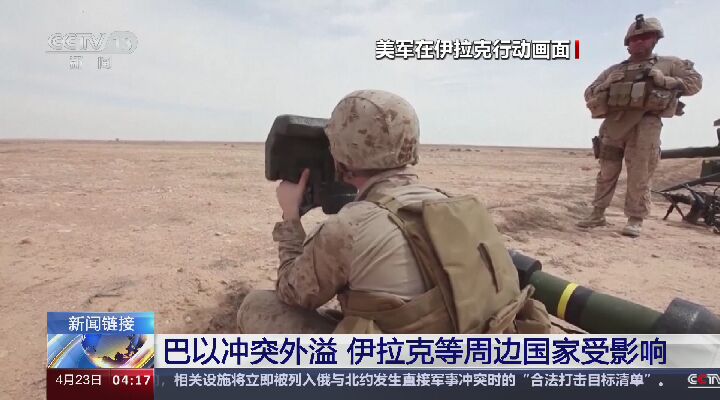 CCTV 13
新闻
美军在伊拉克行动画面
新闻链接
巴以冲突外溢 伊拉克等周边国家受影响
4月23日 04:17 相关设施将立即被列入俄与北约发生直接军事冲突时的“合法打击目标清单”。
CCTV